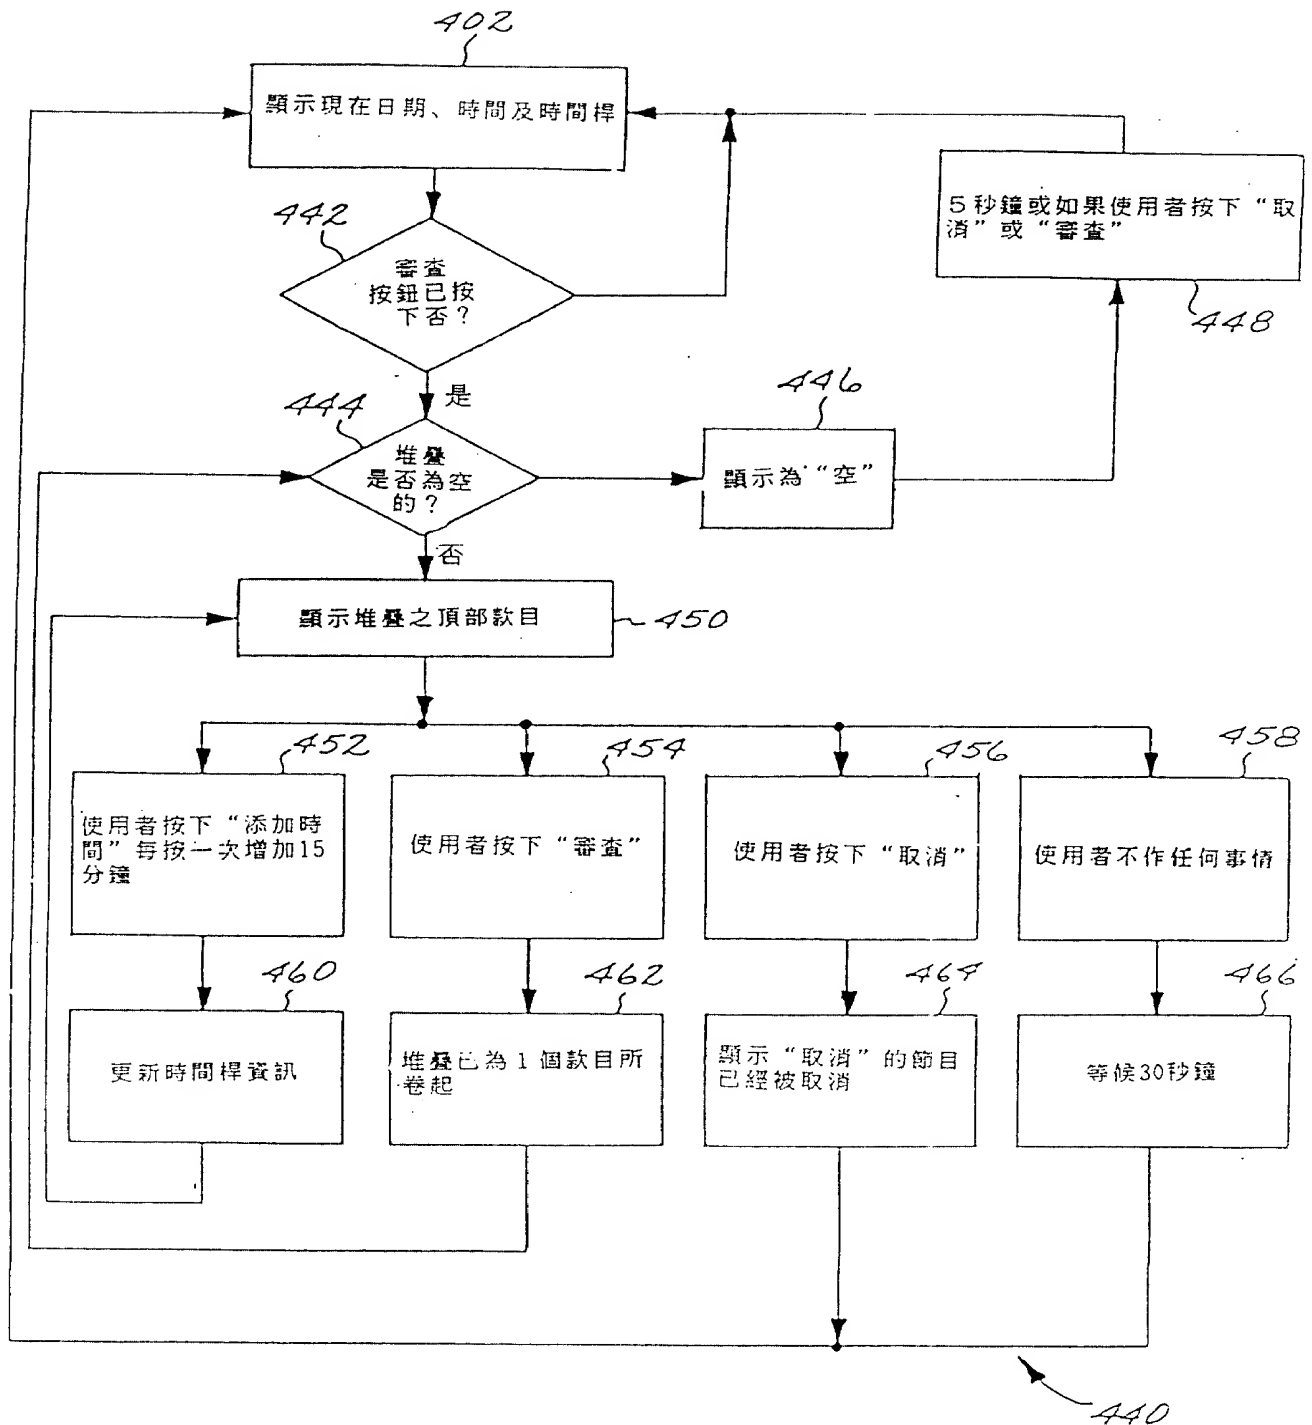 402
顯示現在日期、時間及時間桿
442
審查
按鈕已按
下否？
5秒鐘或如果使用者按下“取
消”或“審查”
448
是
444
堆疊
是否為空
的？
446
顯示為“空”
否
顯示堆疊之頂部款目
450
452
使用者按下“添加時
間”每按一次增加15
分鐘
454
使用者按下“審查”
456
使用者按下“取消”
458
使用者不作任何事情
460
更新時間桿資訊
462
堆疊已為1個款目所
卷起
464
顯示“取消”的節目
已經被取消
466
等候30秒鐘
440